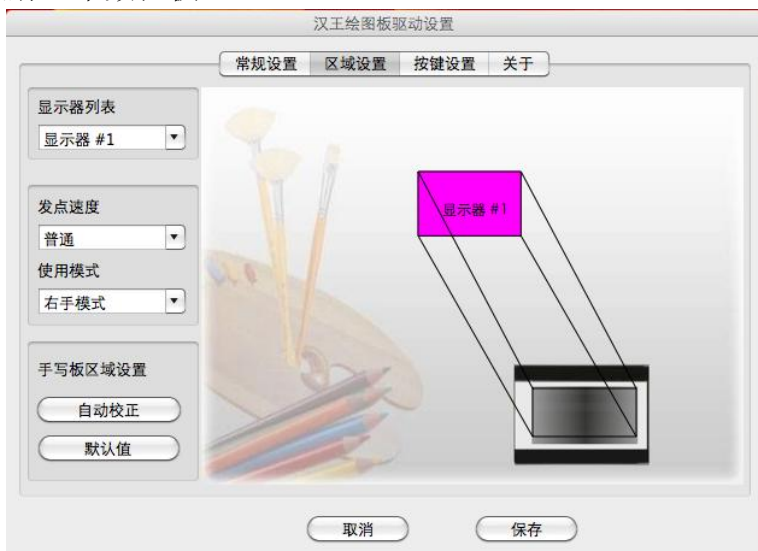 汉王绘图板驱动设置
常规设置 区域设置 按键设置 关于
显示器列表
显示器 #1
发点速度
普通
使用模式
右手模式
手写板区域设置
自动校正
默认值
显示器 #1
取消 保存